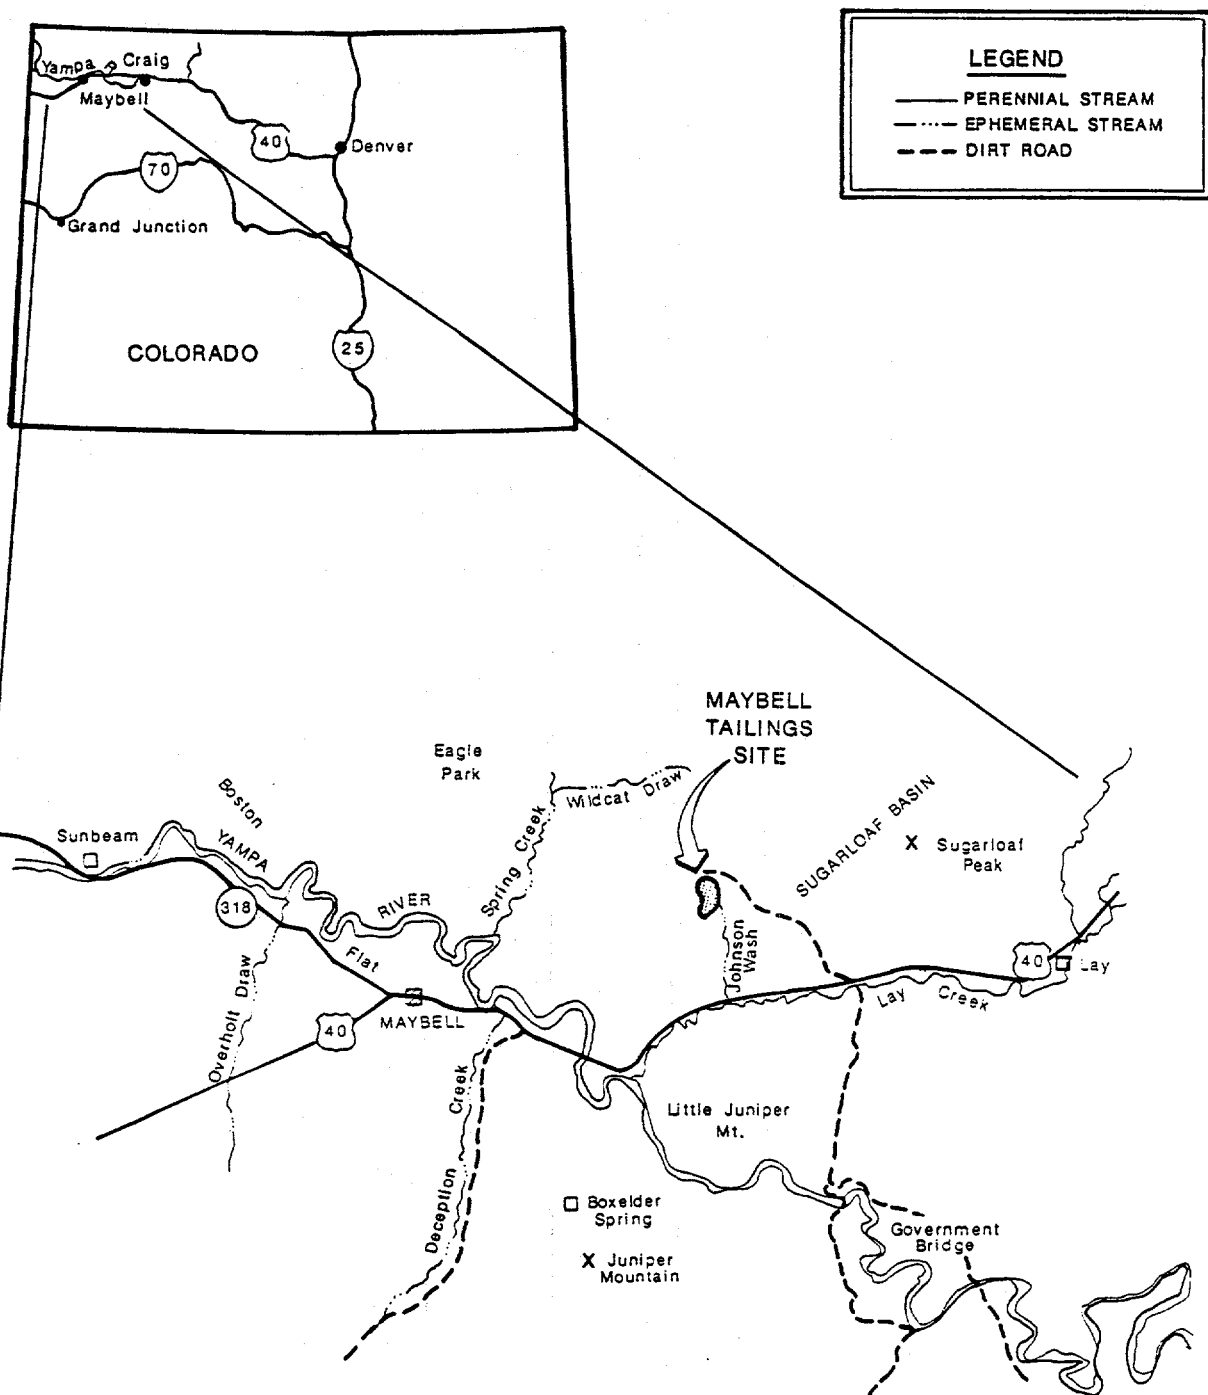 LEGEND
PERENNIAL STREAM
EPHEMERAL STREAM
DIRT ROAD
Yampa
Craig
Maybell
40
Denver
70
Grand Junction
COLORADO
25
MAYBELL
TAILINGS
SITE
Eagle
Park
Wildcat Draw
Boston
Flat
Sunbeam
YAMPA
RIVER
Spring Creek
SUGARLOAF BASIN
X Sugarloaf
Peak
318
Johnson
Wash
40
Lay
Lay Creek
Overholt Draw
40
MAYBELL
Deception
Creek
Little Juniper
Mt.
Boxelder
Spring
X Juniper
Mountain
Government
Bridge